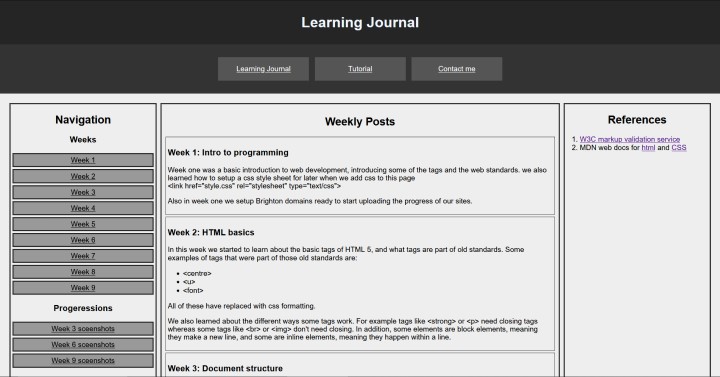 Learning Journal
Learning Journal
Tutorial
Contact me
Navigation
Weeks
Week 1
Week 2
Week 3
Week 4
Week 5
Week 6
Week 7
Week 8
Week 9
Progeressions
Week 3 sceenshots
Week 6 sceenshots
Week 9 sceenshots
Weekly Posts
Week 1: Intro to programming
Week one was a basic introduction to web development, introducing some of the tags and the web standards. we also
learned how to setup a css style sheet for later when we add css to this page
<link href="style.css" rel="stylesheet" type="text/css">
Also in week one we setup Brighton domains ready to start uploading the progress of our sites.
Week 2: HTML basics
In this week we started to learn about the basic tags of HTML 5, and what tags are part of old standards. Some
examples of tags that were part of those old standards are:
• <centre>
• <u>
• <font>
All of these have replaced with css formatting.
We also learned about the different ways some tags work. For example tags like <strong> or <p> need closing tags
whereas some tags like <br> or <img> don't need closing. In addition, some elements are block elements, meaning
they make a new line, and some are inline elements, meaning they happen within a line.
Week 3: Document structure
References
1. W3C markup validation service
2. MDN web docs for html and CSS